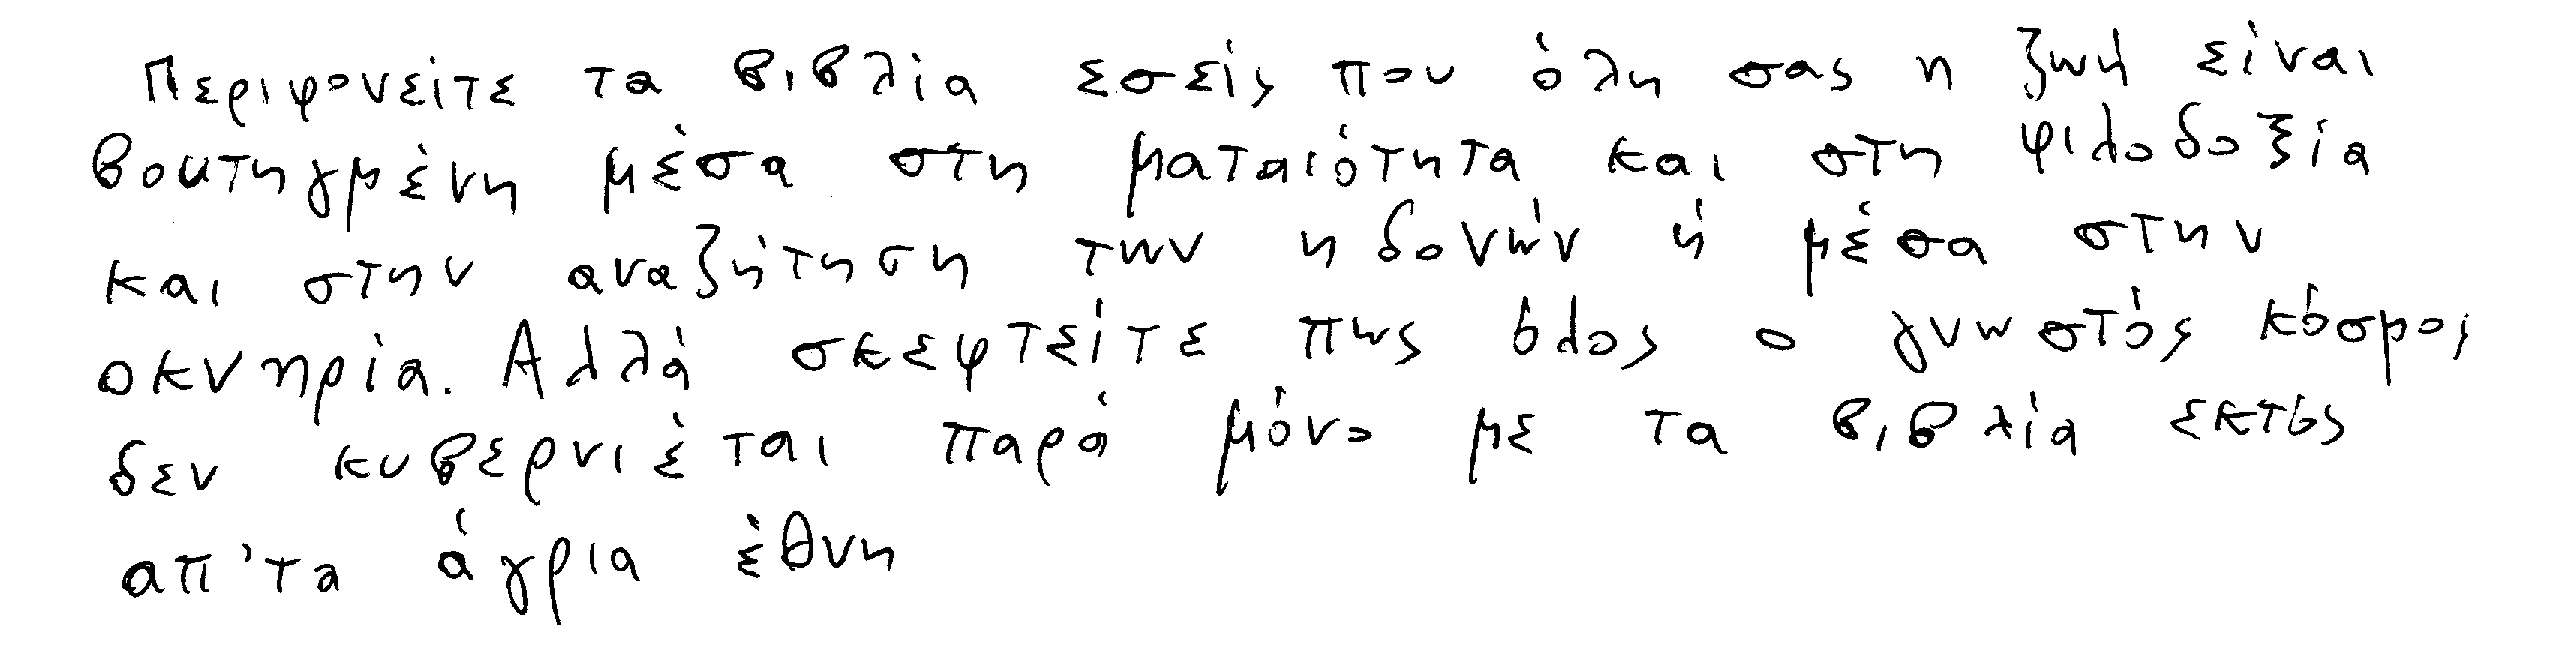 Περιφονείτε τα βιβλία εσείς που όλη σας η ζωή είναι
βουτηγμένη μέσα στη ματαιότητα και στη φιλοδοξία
και στην αναζήτηση των ηδονών ή μέσα στην
οκνηρία. Αλλά σκεφτείτε πως όλος ο γνωστός κόσμος
δεν κυβερνιέται παρά μόνο με τα βιβλία εκτός
απ'τα άγρια έθνη